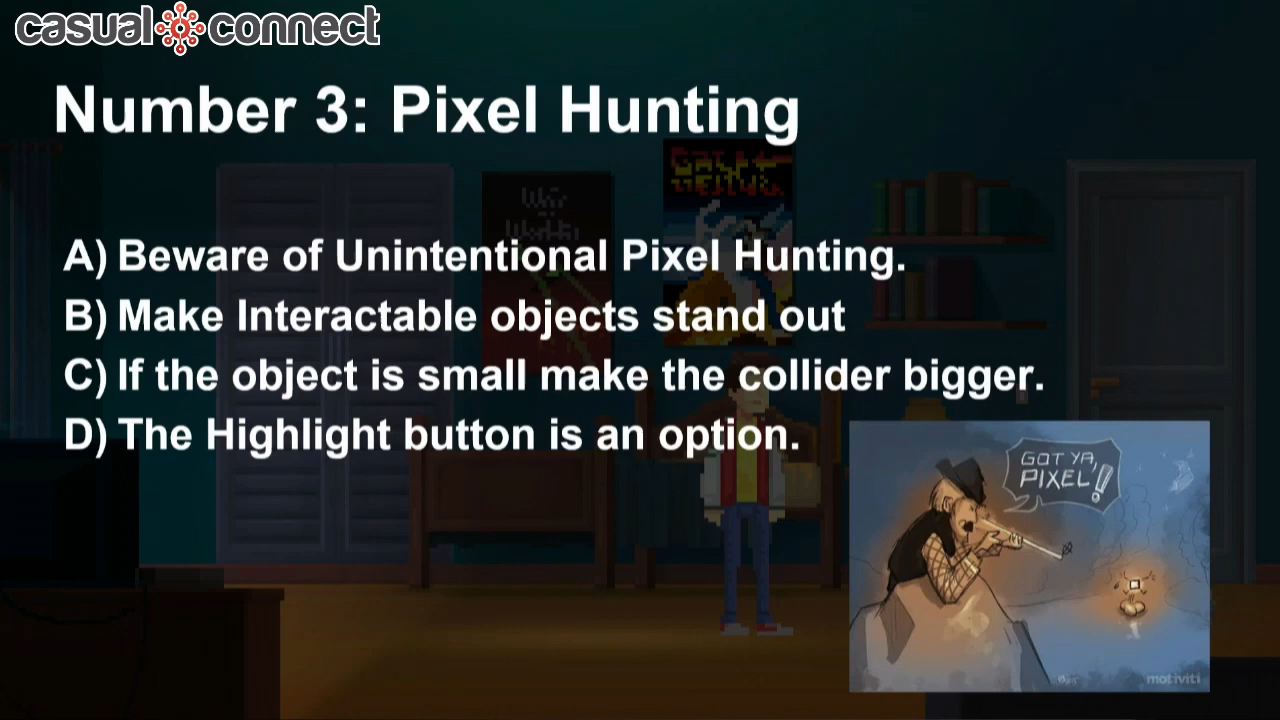 casual connect
Number 3: Pixel Hunting
A) Beware of Unintentional Pixel Hunting.
B) Make Interactable objects stand out
C) If the object is small make the collider bigger.
D) The Highlight button is an option.
GOT YA,
PIXEL!
motiviti